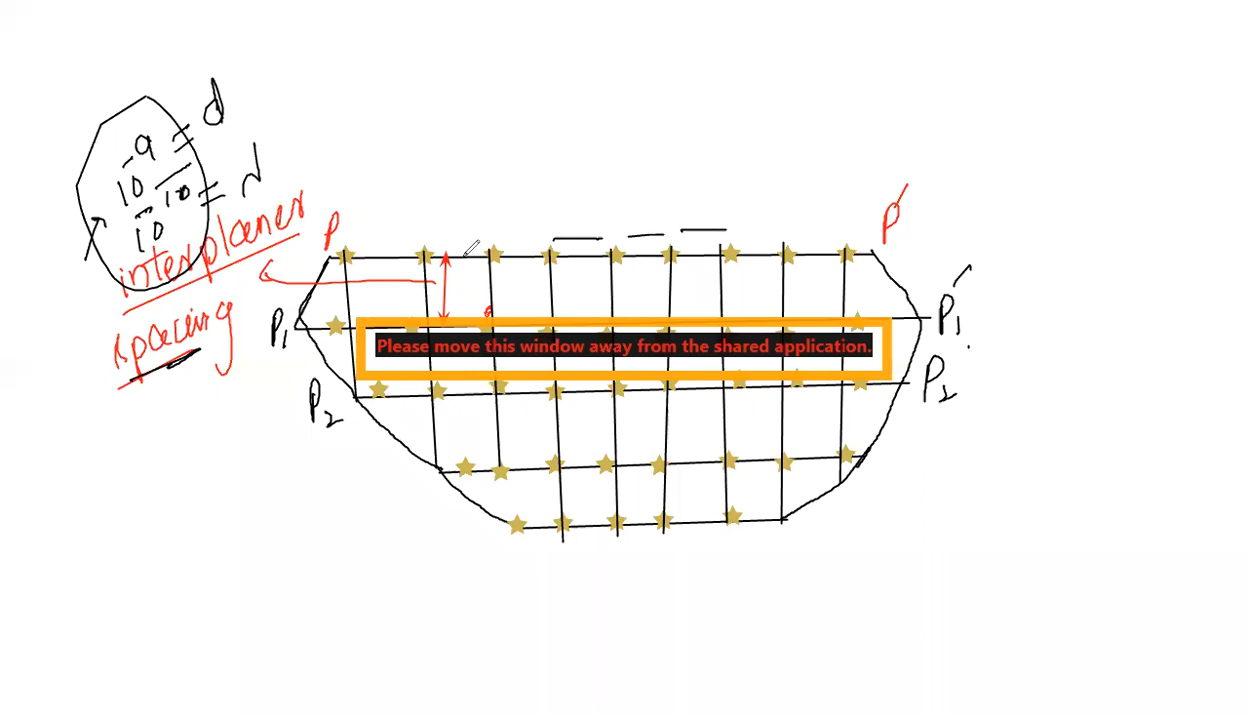 9 = d
10
10 = d
10
interplaner
spacing
P
P'
P1
P1'
Please move this window away from the shared application.
P2
P2